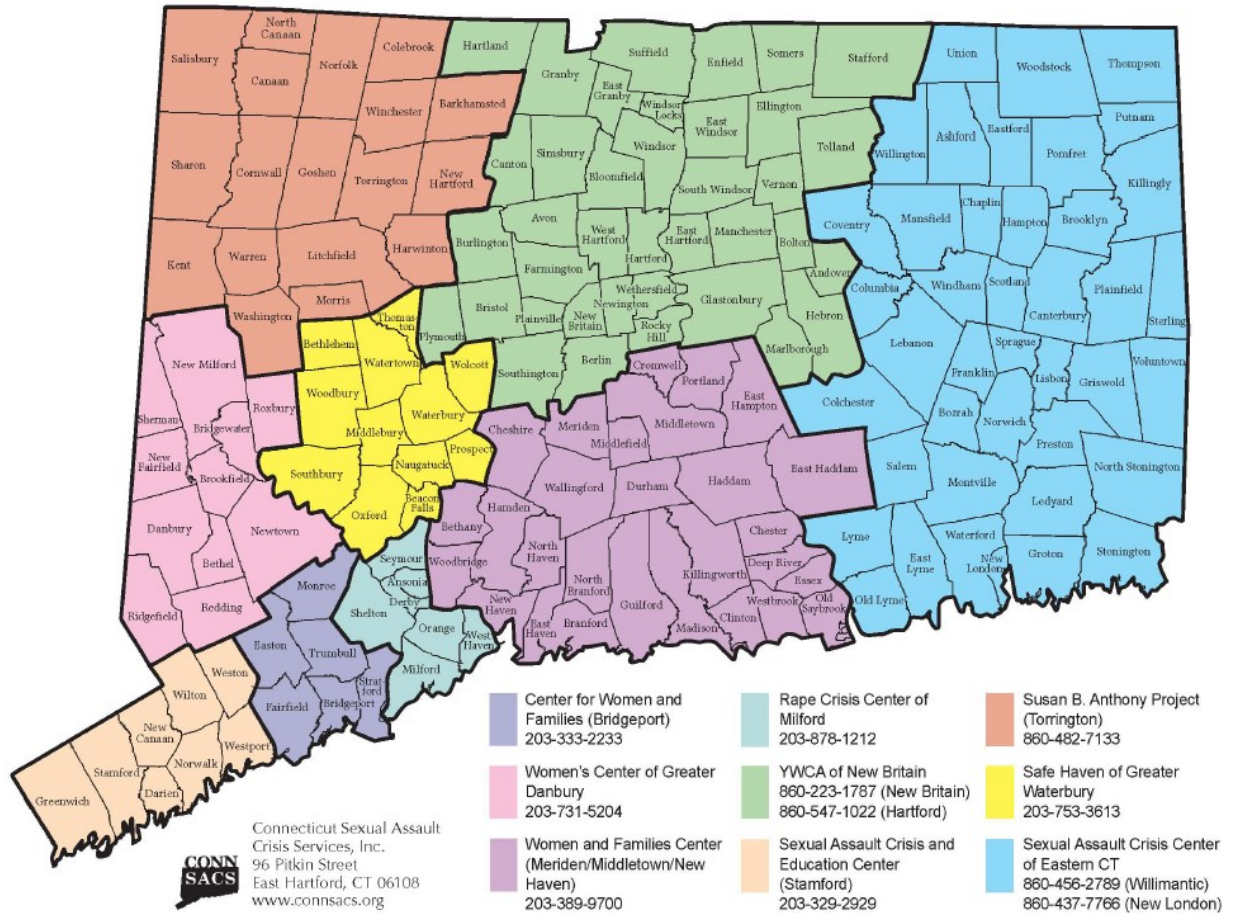 Salisbury
North
Canaan
Canaan
Norfolk
Colebrook
Hartland
Suffield
Enfield
Somers
Stafford
Union
Woodstock
Thompson
Granby
East
Granby
Windsor
Locks
East
Windsor
Ellington
Winchester
Barkhamsted
Putnam
Sharon
Cornwall
Goshen
Torrington
New
Hartford
Canton
Simsbury
Bloomfield
Windsor
South Windsor
Vernon
Tolland
Willington
Ashford
Eastford
Pomfret
Killingly
Kent
Warren
Litchfield
Harwinton
Burlington
Avon
West
Hartford
Hartford
East
Hartford
Manchester
Bolton
Coventry
Mansfield
Chaplin
Hampton
Brooklyn
Washington
Morris
Thomas-
ton
Plymouth
Bristol
Farmington
Plainville
New
Britain
Newington
Wethersfield
Rocky
Hill
Glastonbury
Andover
Hebron
Marlborough
Columbia
Windham
Scotland
Canterbury
Plainfield
Sterling
New Milford
Bethlehem
Watertown
Wolcott
Southington
Berlin
Cromwell
Portland
East
Hampton
Lebanon
Sprague
Franklin
Lisbon
Griswold
Voluntown
Sherman
Bridgewater
Roxbury
Woodbury
Middlebury
Waterbury
Cheshire
Meriden
Middlefield
Middletown
Colchester
Bozrah
Norwich
Preston
New
Fairfield
Brookfield
Southbury
Naugatuck
Prospect
Wallingford
Durham
Haddam
East Haddam
Salem
Montville
Ledyard
North Stonington
Danbury
Newtown
Oxford
Beacon
Falls
Bethany
Hamden
Bethel
Seymour
Woodbridge
North
Haven
North
Branford
Killingworth
Chester
Deep River
Essex
Lyme
East
Lyme
Waterford
New
London
Groton
Stonington
Ridgefield
Redding
Monroe
Ansonia
Derby
Shelton
New
Haven
East
Haven
Branford
Guilford
Madison
Clinton
Westbrook
Old
Saybrook
Old Lyme
Easton
Trumbull
Orange
West
Haven
Milford
Weston
Wilton
Fairfield
Bridgeport
Strat-
ford
New
Canaan
Westport
Norwalk
Stamford
Darien
Greenwich
Center for Women and
Families (Bridgeport)
203-333-2233
Rape Crisis Center of
Milford
203-878-1212
Susan B. Anthony Project
(Torrington)
860-482-7133
Women's Center of Greater
Danbury
203-731-5204
YWCA of New Britain
860-223-1787 (New Britain)
860-547-1022 (Hartford)
Safe Haven of Greater
Waterbury
203-753-3613
Women and Families Center
(Meriden/Middletown/New
Haven)
203-389-9700
Sexual Assault Crisis and
Education Center
(Stamford)
203-329-2929
Sexual Assault Crisis Center
of Eastern CT
860-456-2789 (Willimantic)
860-437-7766 (New London)
CONN
SACS
Connecticut Sexual Assault
Crisis Services, Inc.
96 Pitkin Street
East Hartford, CT 06108
www.connsacs.org